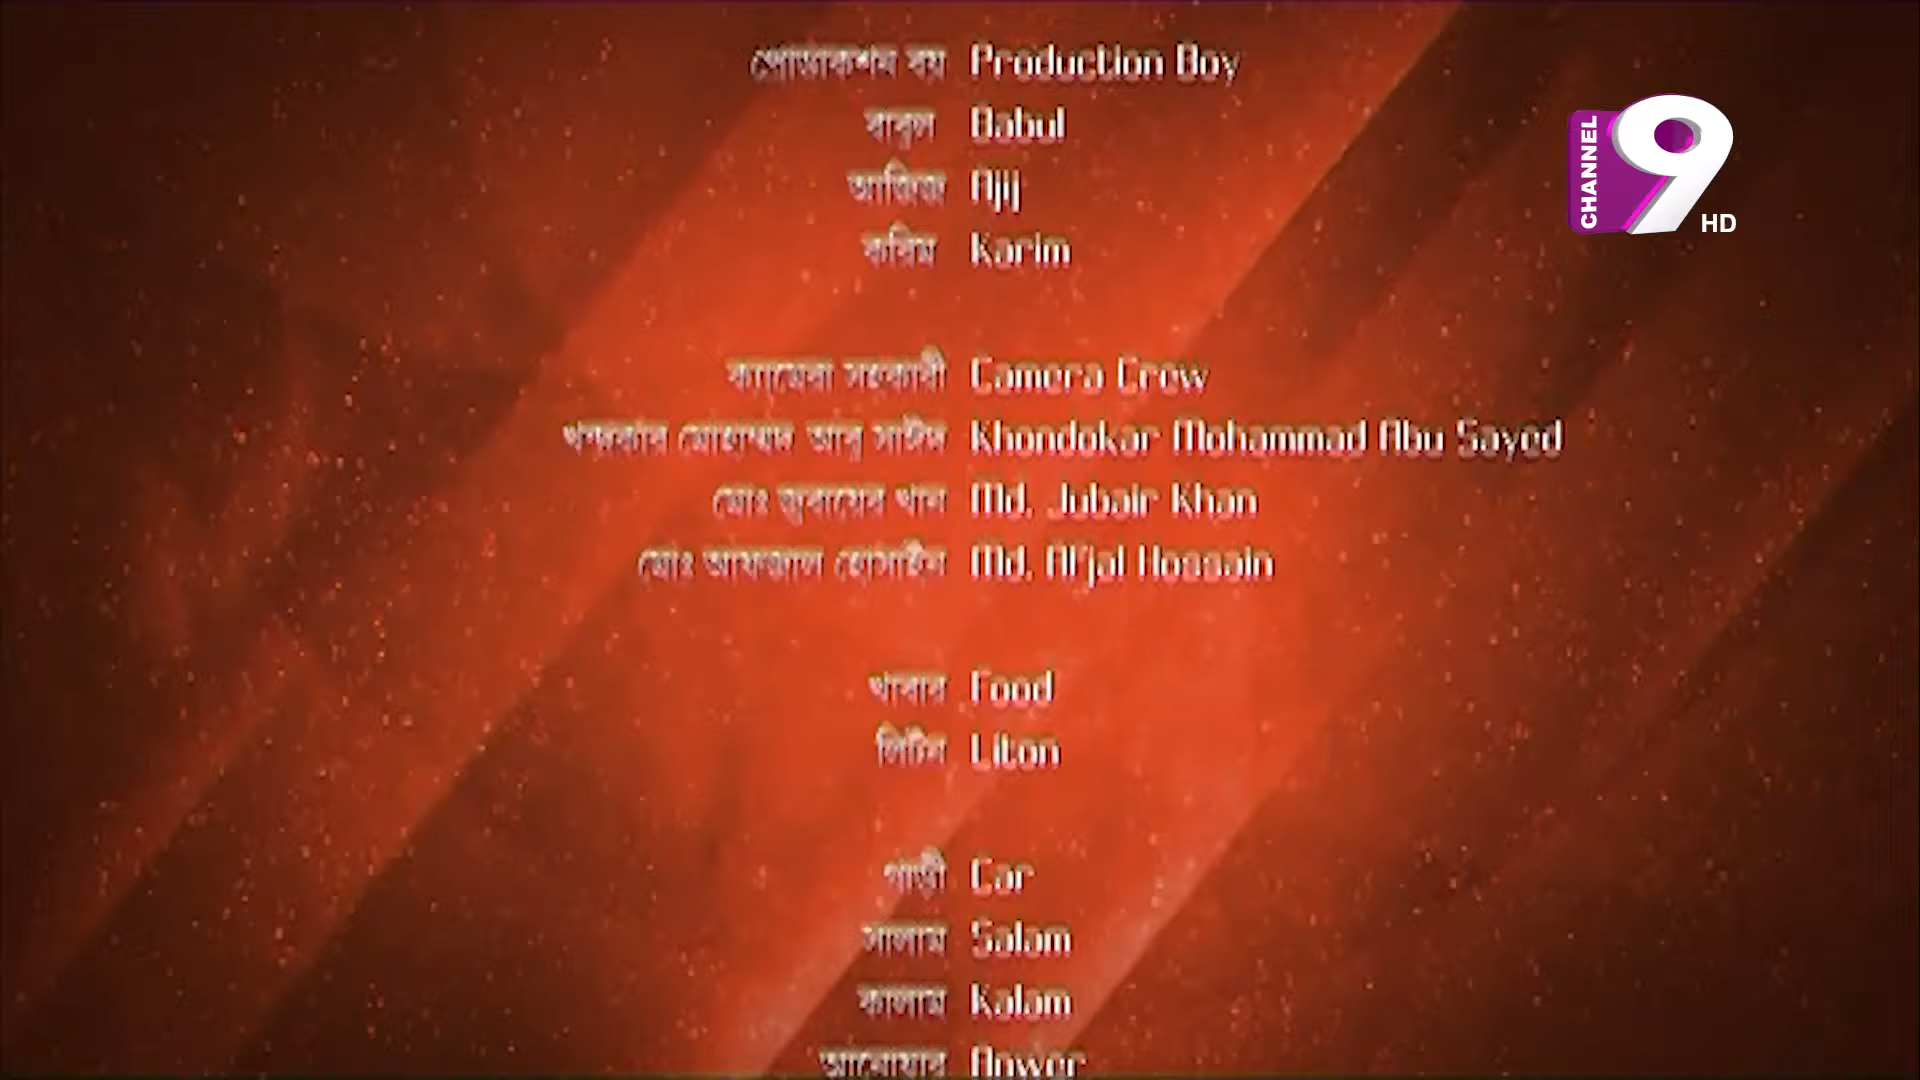 প্রোডাকশন বয় Production Boy
বাবুল Babul
আজিজ Ajij
করিম Karim
ক্যামেরা সহকারী Camera Crew
খন্দকার মোহাম্মদ আবু সাঈদ Khondokar Mohammad Abu Sayed
মোঃ জুবায়ের খান Md. Jubair Khan
মোঃ আফজাল হোসাইন Md. Afjal Hossain
খাবার Food
লিটন Liton
গাড়ী Car
সালাম Salam
কালাম Kalam
আনোয়ার Anwer
CHANNEL 9 HD